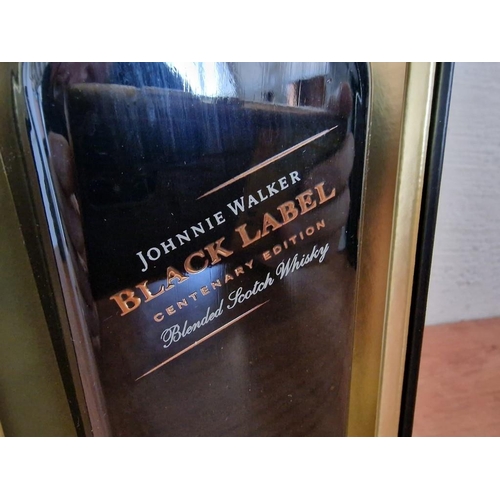 JOHNNIE WALKER
BLACK LABEL
CENTENARY EDITION
Blended Scotch Whisky